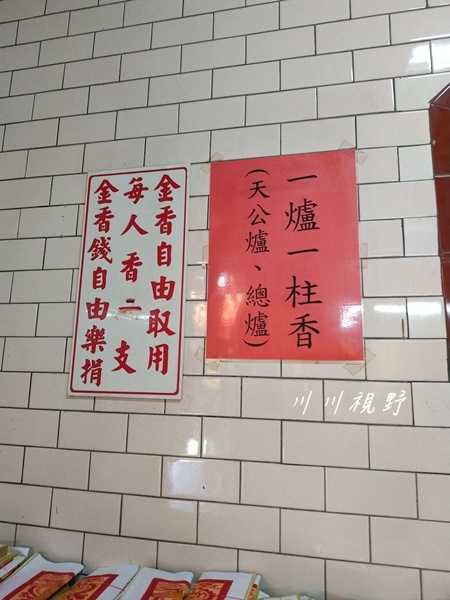 一爐一柱香
(天公爐、總爐)
金香自由取用
每人香二支
金香錢自由樂捐
川川視野